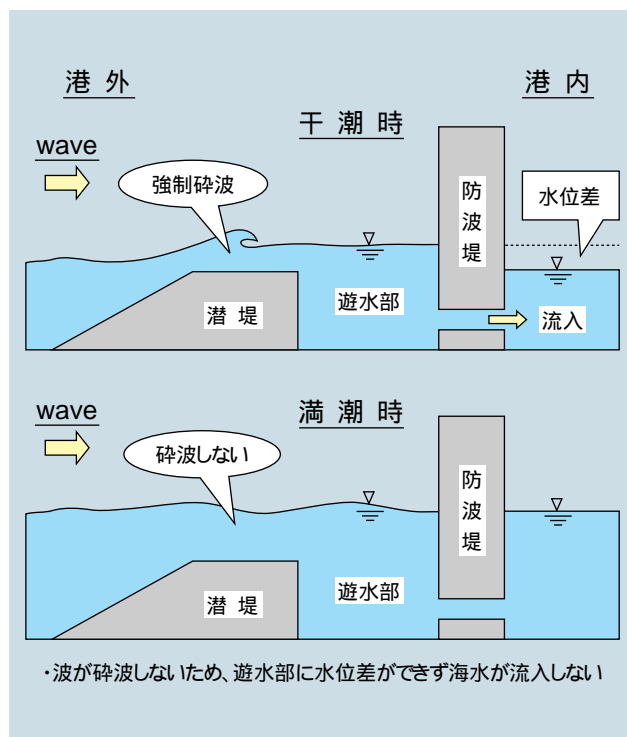 港 外
港 内
干 潮 時
wave
強制砕波
防波堤
水位差
潜 堤
遊水部
流入
満 潮 時
wave
砕波しない
防波堤
潜 堤
遊水部
・波が砕波しないため、遊水部に水位差ができず海水が流入しない